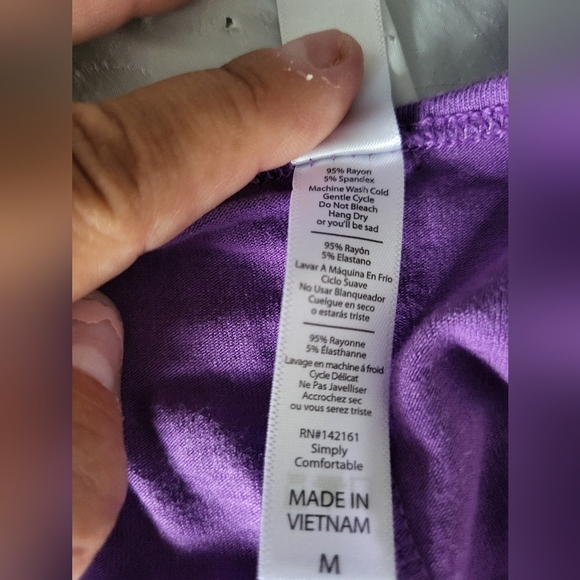 95% Rayon
5% Spandex
Machine Wash Cold
Gentle Cycle
Do Not Bleach
Hang Dry
or you'll be sad
95% Rayón
5% Elastano
Lavar A Máquina En Frío
Ciclo Suave
No Usar Blanqueador
Cuelgue en seco
o estarás triste
95% Rayonne
5% Élasthanne
Lavage en machine à froid
Cycle Délicat
Ne Pas Javelliser
Accrochez sec
ou vous serez triste
RN#142161
Simply
Comfortable
MADE IN
VIETNAM
M